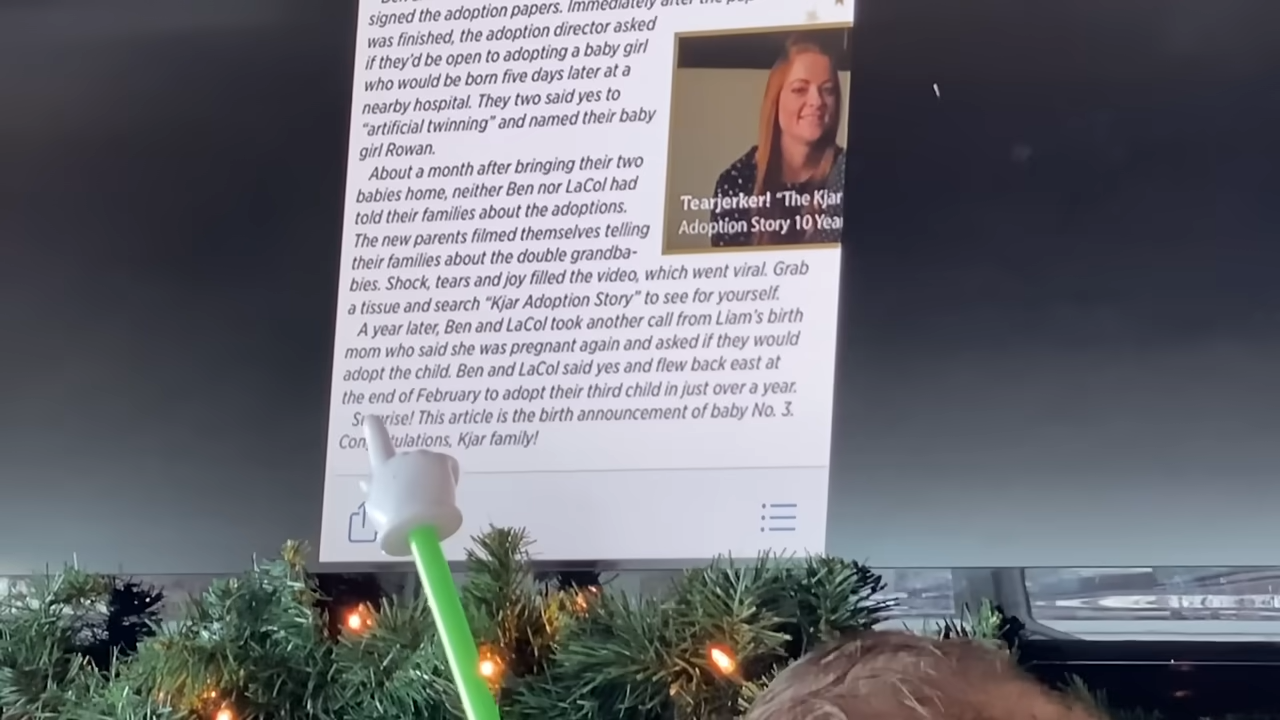 signed the adoption papers. Immediately after the
was finished, the adoption director asked
if they'd be open to adopting a baby girl
who would be born five days later at a
nearby hospital. They two said yes to
"artificial twinning" and named their baby
girl Rowan.
About a month after bringing their two
babies home, neither Ben nor LaCol had
told their families about the adoptions.
The new parents filmed themselves telling
their families about the double grandba-
bies. Shock, tears and joy filled the video, which went viral. Grab
a tissue and search "Kjar Adoption Story" to see for yourself.
A year later, Ben and LaCol took another call from Liam's birth
mom who said she was pregnant again and asked if they would
adopt the child. Ben and LaCol said yes and flew back east at
the end of February to adopt their third child in just over a year.
Surprise! This article is the birth announcement of baby No. 3.
Congratulations, Kjar family!
Tearjerker! "The Kjar
Adoption Story 10 Yea